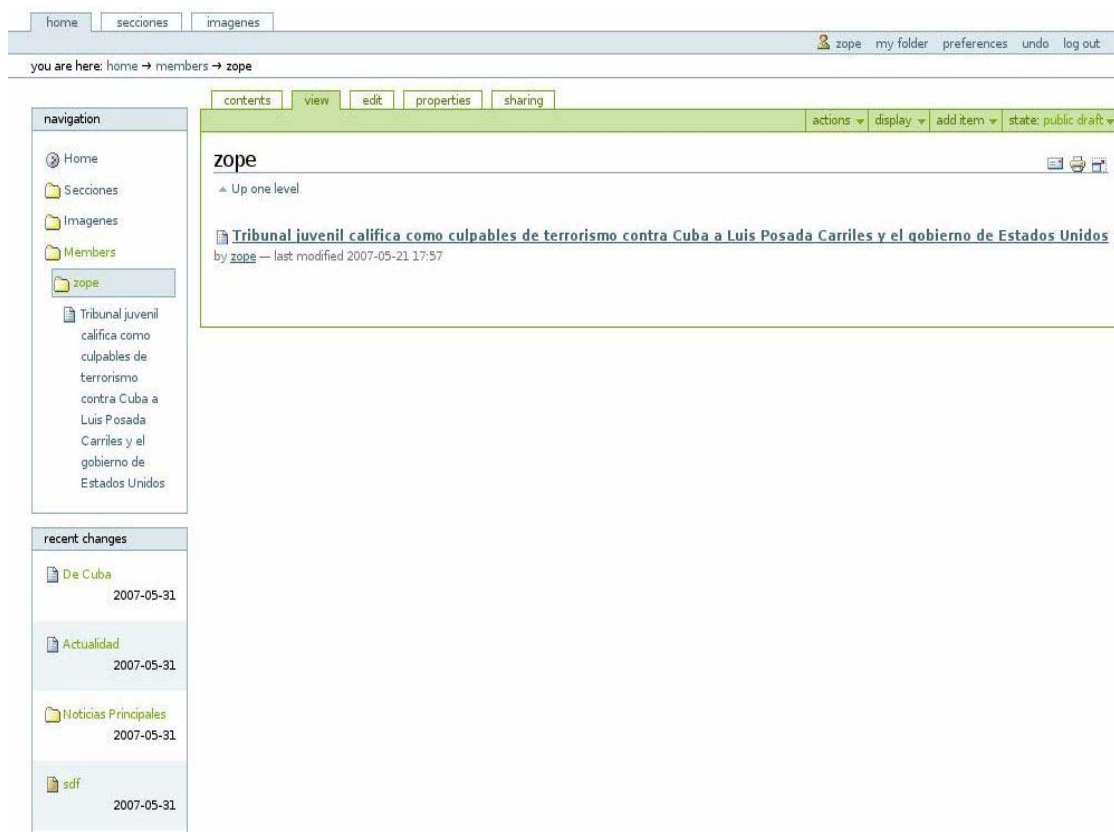 home secciones imagenes
zope my folder preferences undo log out
you are here: home → members → zope
navigation
Home
Secciones
Imagenes
Members
zope
Tribunal juvenil
califica como
culpables de
terrorismo
contra Cuba a
Luis Posada
Carriles y el
gobierno de
Estados Unidos
recent changes
De Cuba
2007-05-31
Actualidad
2007-05-31
Noticias Principales
2007-05-31
sdf
2007-05-31
contents view edit properties sharing
actions display add item state: public draft
zope
Up one level
Tribunal juvenil califica como culpables de terrorismo contra Cuba a Luis Posada Carriles y el gobierno de Estados Unidos
by zope — last modified 2007-05-21 17:57